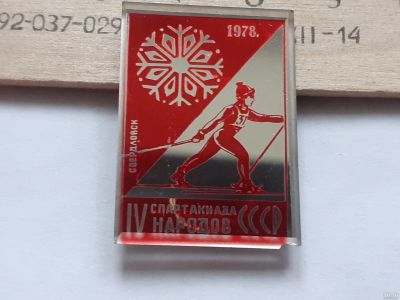 92-037-029
II-14
1978.
СВЕРДЛОВСК
IV СПАРТАКИАДА
НАРОДОВ СССР